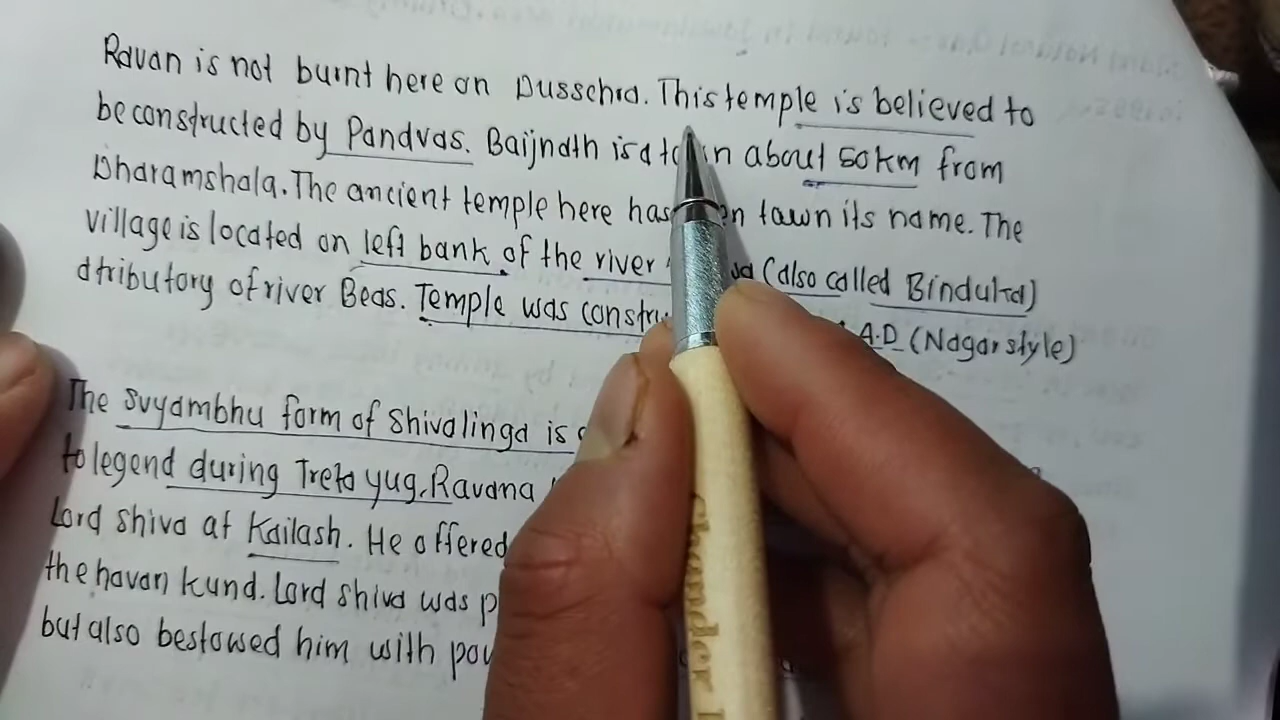 Ravan is not burnt here on Dussehra. This temple is believed to
be constructed by Pandvas. Baijnath is a town about 50km from
Dharamshala. The ancient temple here has town its name. The
village is located on left bank of the river (also called Bindulta)
a tributary of river Beas. Temple was A.D (Nagar style)
The Svyambhu form of Shivalinga is
to legend during Treta yug, Ravana
Lord Shiva at Kailash. He offered
the havan kund. Lord Shiva was
but also bestowed him with
Chander